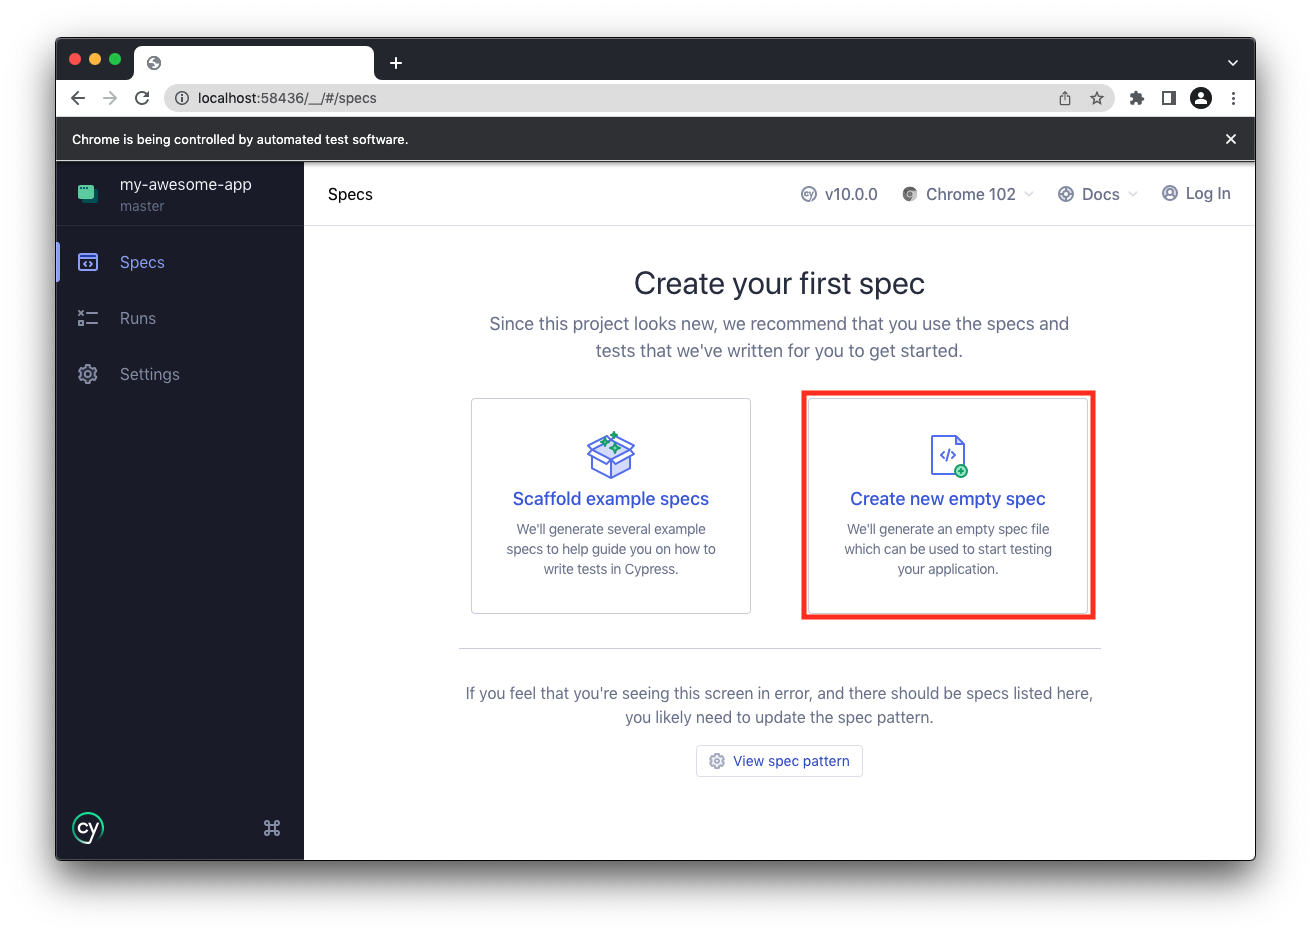 localhost:58436/__/#/specs
Chrome is being controlled by automated test software.
my-awesome-app
master
Specs
Runs
Settings
cy
Specs
v10.0.0
Chrome 102
Docs
Log In
Create your first spec
Since this project looks new, we recommend that you use the specs and
tests that we've written for you to get started.
Scaffold example specs
We'll generate several example
specs to help guide you on how to
write tests in Cypress.
Create new empty spec
We'll generate an empty spec file
which can be used to start testing
your application.
If you feel that you're seeing this screen in error, and there should be specs listed here,
you likely need to update the spec pattern.
View spec pattern